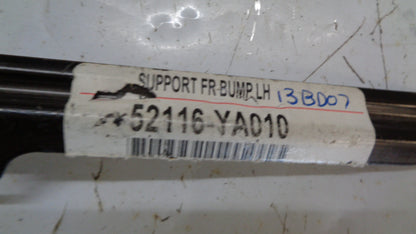 SUPPORT FR-BUMP,LH 13BD07
52116-YA010